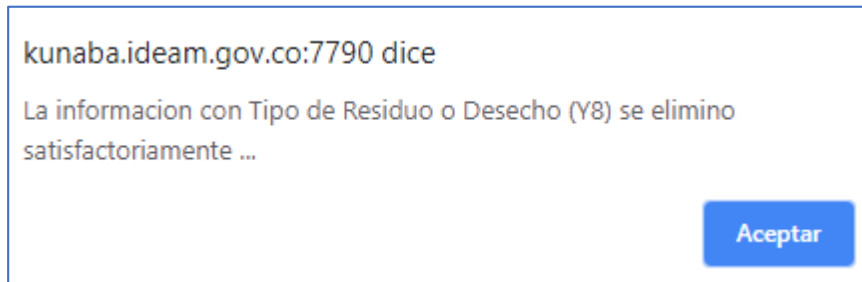 kunaba.ideam.gov.co:7790 dice
La informacion con Tipo de Residuo o Desecho (Y8) se elimino
satisfactoriamente ...
Aceptar